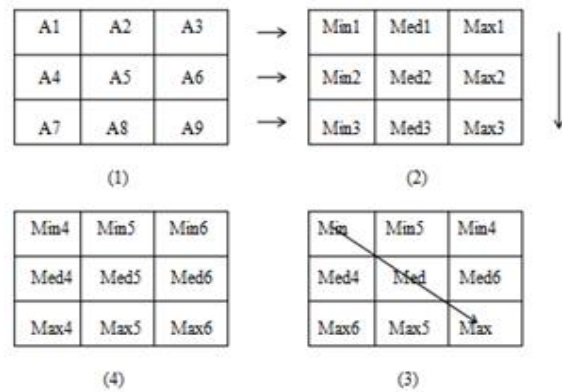 A1 A2 A3 Min1 Med1 Max1
A4 A5 A6 Min2 Med2 Max2
A7 A8 A9 Min3 Med3 Max3
(1) (2)
Min4 Min5 Min6 Min Min5 Min4
Med4 Med5 Med6 Med4 Med Med6
Max4 Max5 Max6 Max6 Max5 Max
(4) (3)